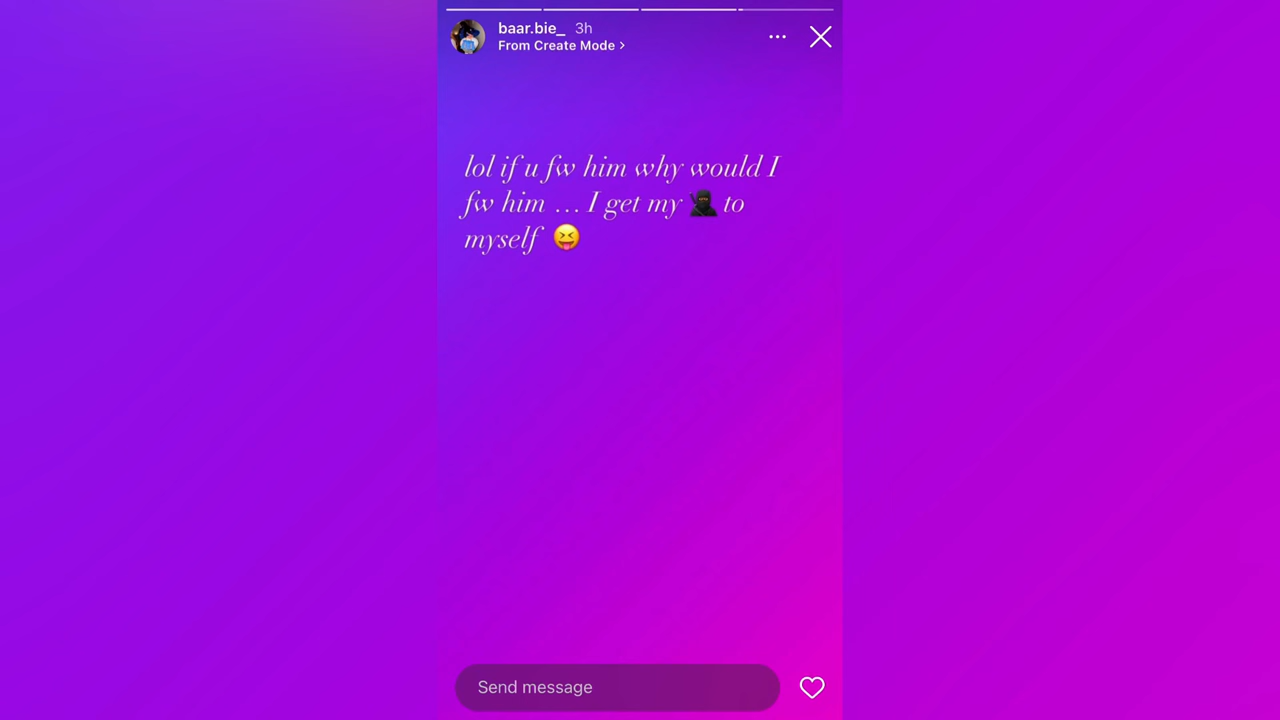 baar.bie_ 3h
From Create Mode >
lol if u fw him why would I
fw him ... I get my 🥷🏿 to
myself 😝
Send message